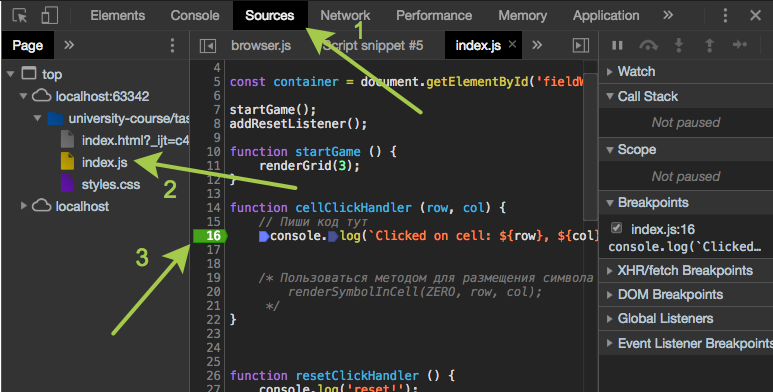 Elements Console Sources Network Performance Memory Application »
1
Page »
browser.js Script snippet #5 index.js × »
top
localhost:63342
university-course/tas
index.html?_ijt=c4
index.js
styles.css
localhost
2
3
4
5 const container = document.getElementById('fieldW
6
7 startGame();
8 addResetListener();
9
10 function startGame () {
11 renderGrid(3);
12 }
13
14 function cellClickHandler (row, col) {
15 // Пиши код тут
16 console.log(`Clicked on cell: ${row}, ${col}
17
18
19 /* Пользоваться методом для размещения символа
20 renderSymbolInCell(ZERO, row, col);
21 */
22 }
23
24
25
26 function resetClickHandler () {
27 console.log('reset!');
Watch
Call Stack
Not paused
Scope
Not paused
Breakpoints
index.js:16
console.log(`Clicked…
XHR/fetch Breakpoints
DOM Breakpoints
Global Listeners
Event Listener Breakpoints